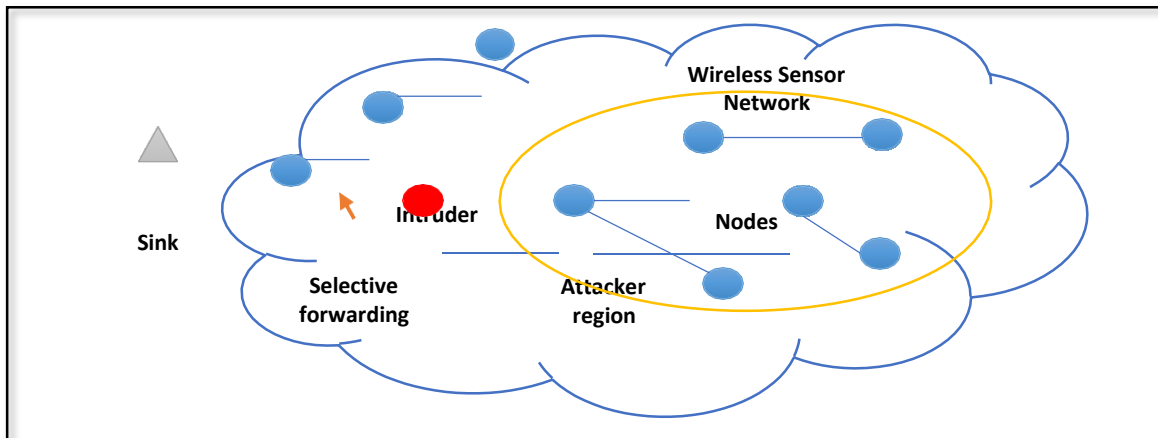 Wireless Sensor
Network
Intruder
Nodes
Sink
Selective
forwarding
Attacker
region